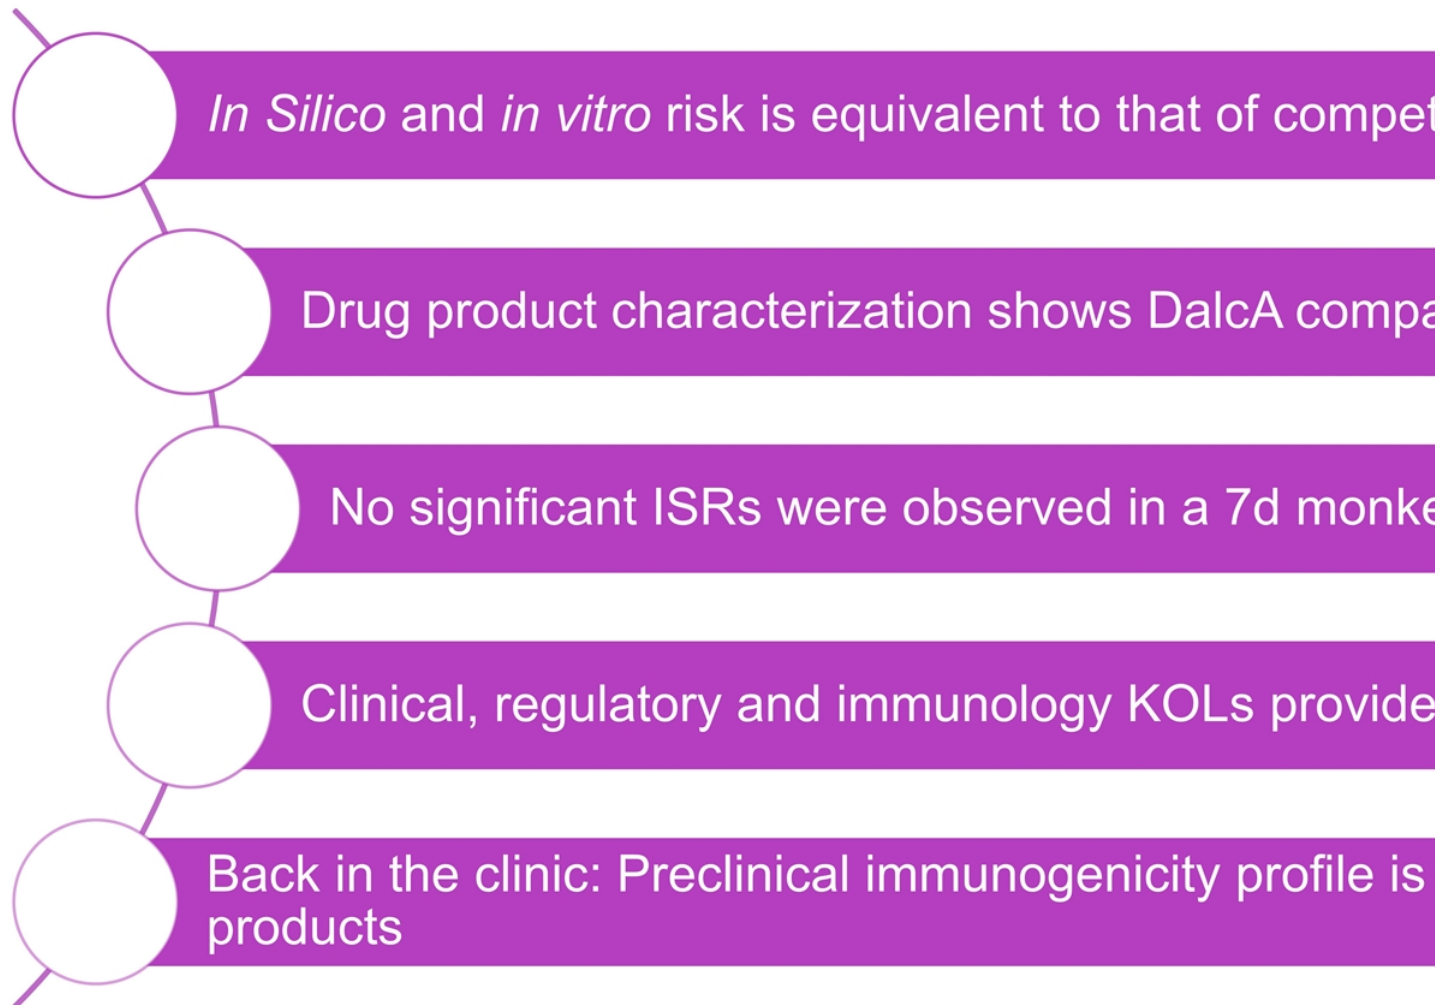 In Silico and in vitro risk is equivalent to that of compet
Drug product characterization shows DalcA compa
No significant ISRs were observed in a 7d monke
Clinical, regulatory and immunology KOLs provide
Back in the clinic: Preclinical immunogenicity profile is
products